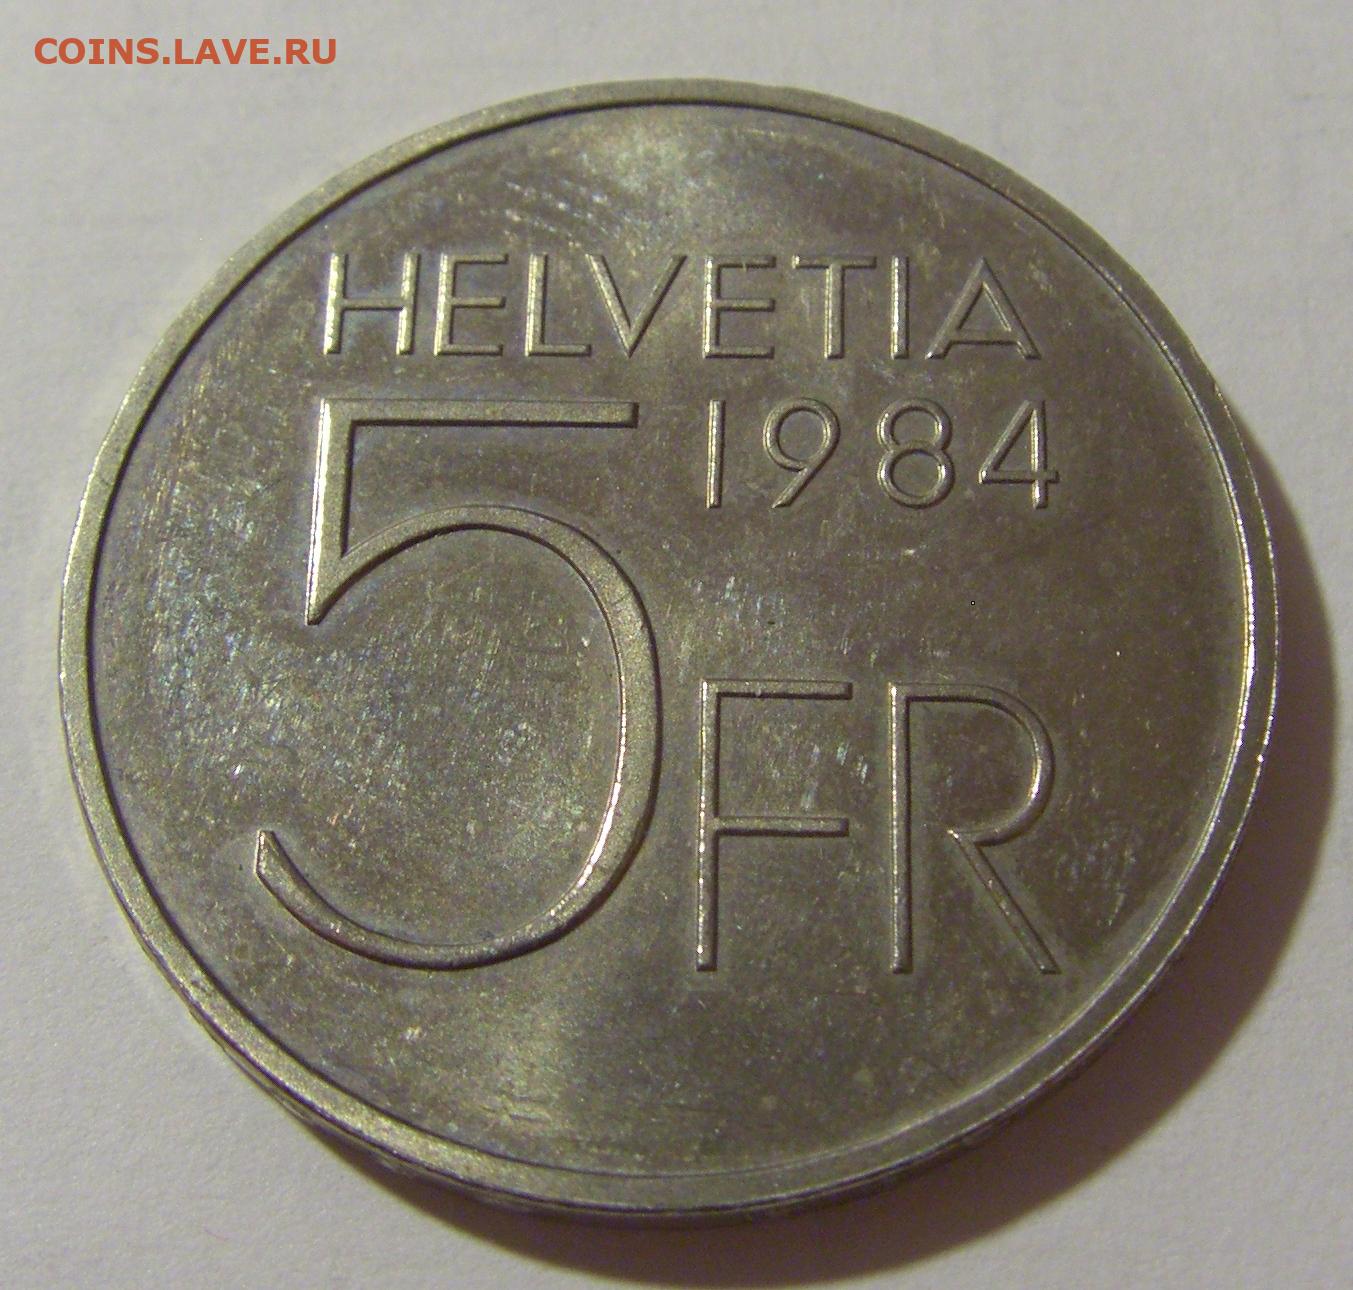 COINS.LAVE.RU
HELVETIA
1984
5 FR